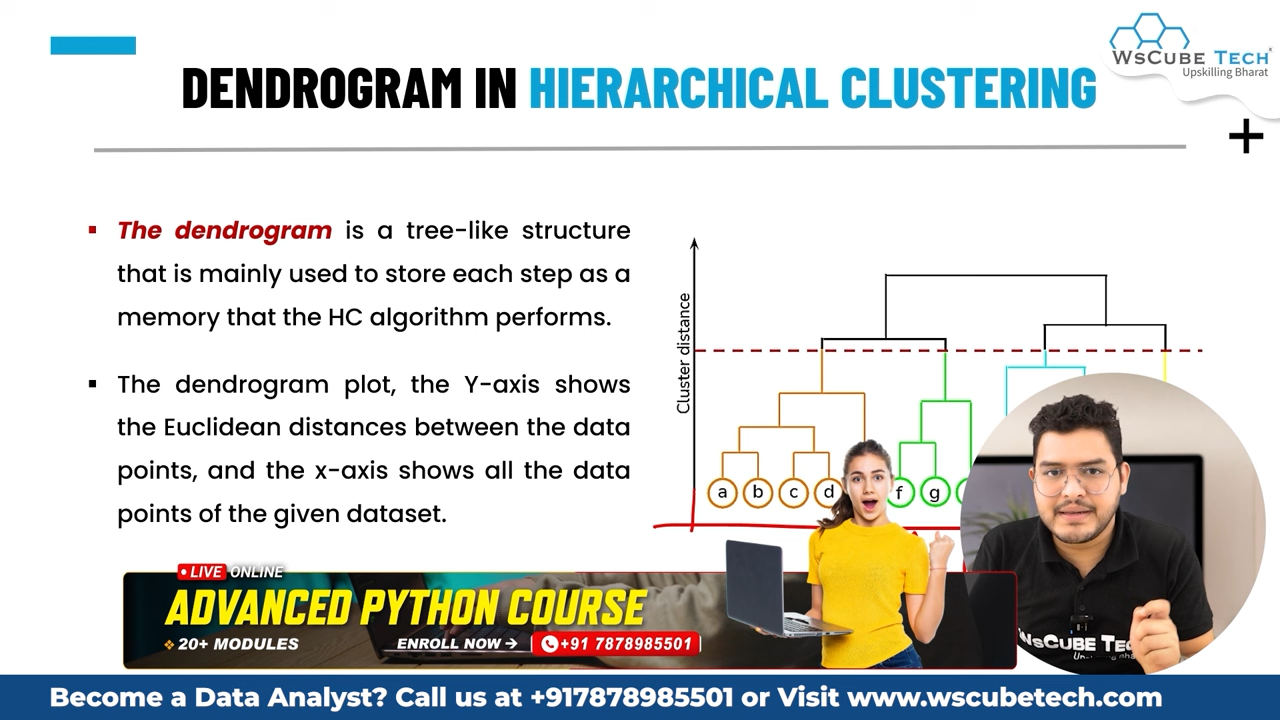 WsCube Tech
Upskilling Bharat
DENDROGRAM IN HIERARCHICAL CLUSTERING
The dendrogram is a tree-like structure
that is mainly used to store each step as a
memory that the HC algorithm performs.
The dendrogram plot, the Y-axis shows
the Euclidean distances between the data
points, and the x-axis shows all the data
points of the given dataset.
Cluster distance
a b c d f g
LIVE ONLINE
ADVANCED PYTHON COURSE
20+ MODULES
ENROLL NOW → +91 7878985501
WsCube Tec
Become a Data Analyst? Call us at +917878985501 or Visit www.wscubetech.com